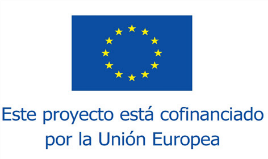 Este proyecto está cofinanciado
por la Unión Europea